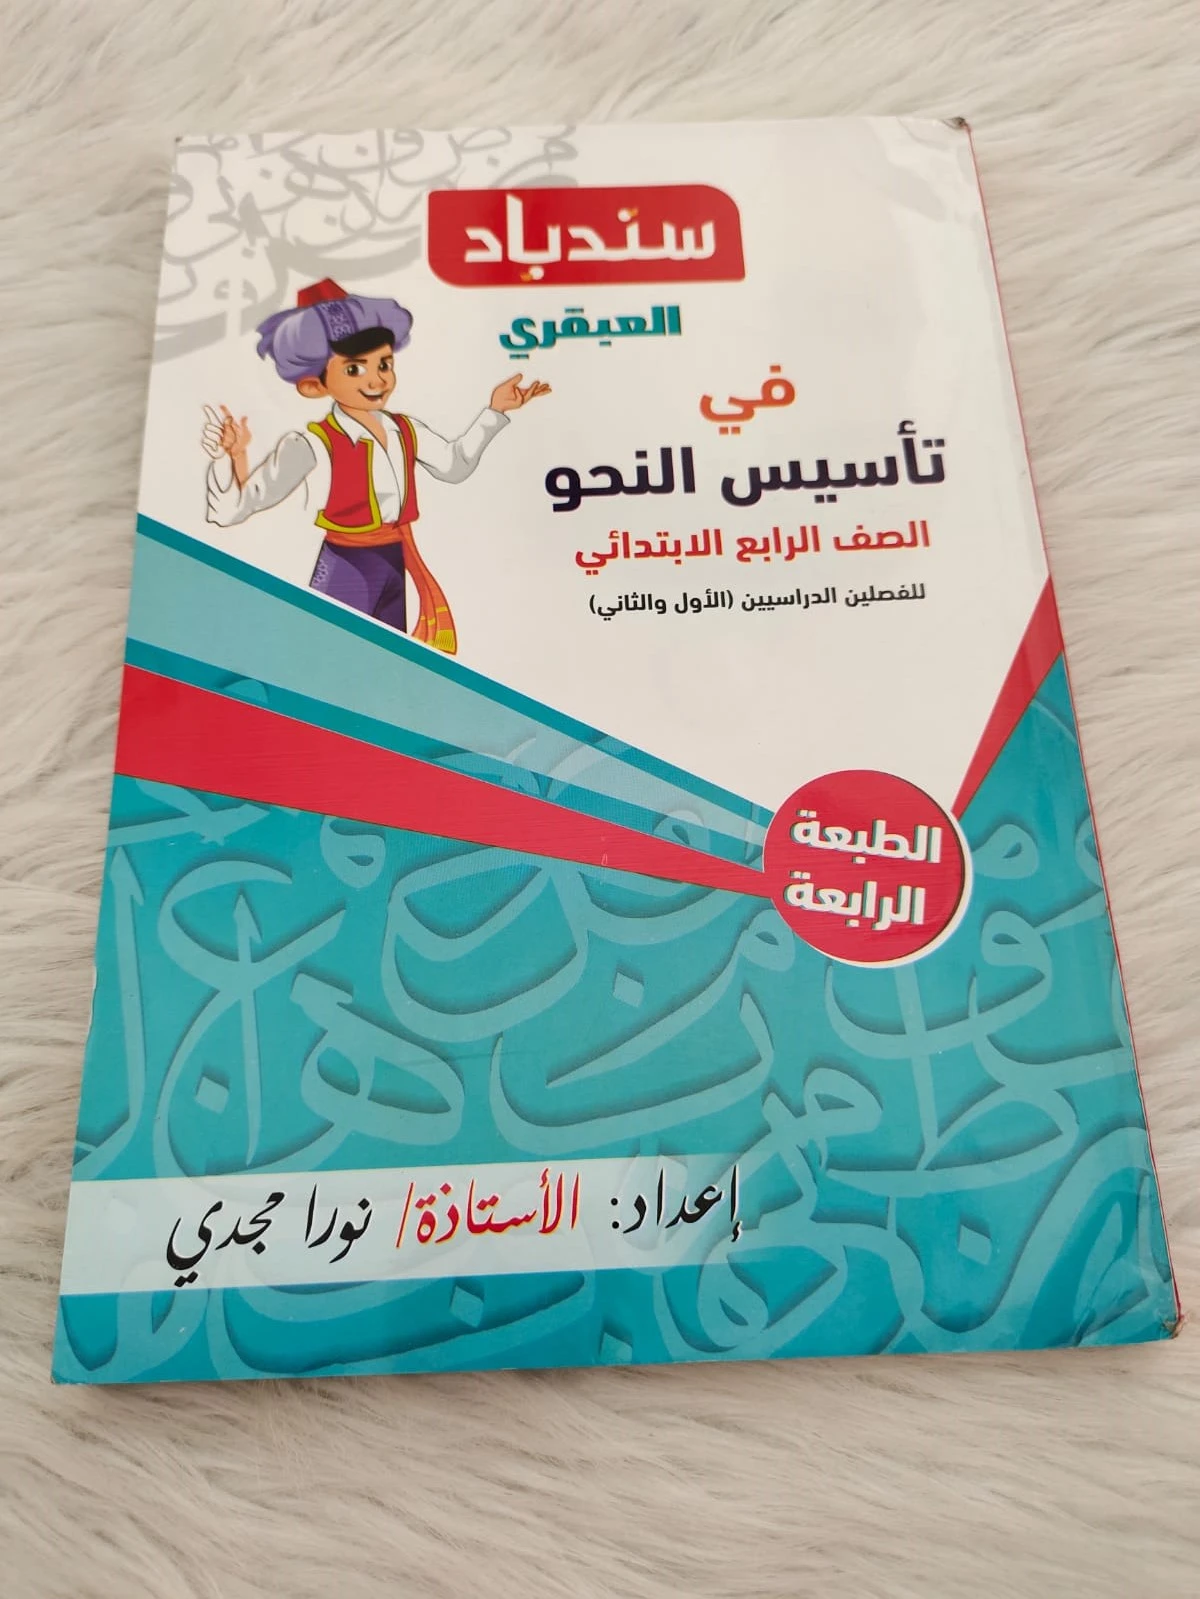 سندباد
العبقري
في
تأسيس النحو
الصف الرابع الابتدائي
للفصلين الدراسيين (الأول والثاني)
الطبعة
الرابعة
إعداد: الأستاذة/ نورا مجدي